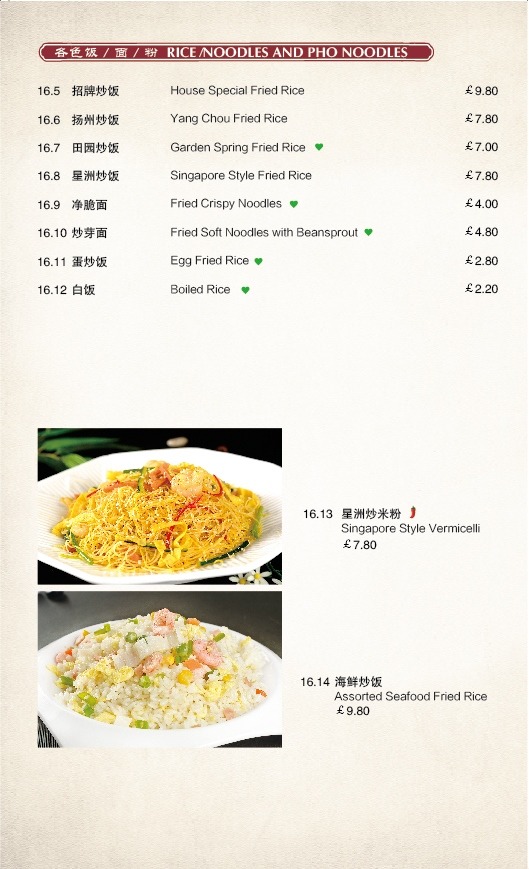 各色饭 / 面 / 粉 RICE /NOODLES AND PHO NOODLES
16.5 招牌炒饭 House Special Fried Rice £9.80
16.6 扬州炒饭 Yang Chou Fried Rice £7.80
16.7 田园炒饭 Garden Spring Fried Rice £7.00
16.8 星洲炒饭 Singapore Style Fried Rice £7.80
16.9 净脆面 Fried Crispy Noodles £4.00
16.10 炒芽面 Fried Soft Noodles with Beansprout £4.80
16.11 蛋炒饭 Egg Fried Rice £2.80
16.12 白饭 Boiled Rice £2.20
16.13 星洲炒米粉
Singapore Style Vermicelli
£7.80
16.14 海鲜炒饭
Assorted Seafood Fried Rice
£9.80